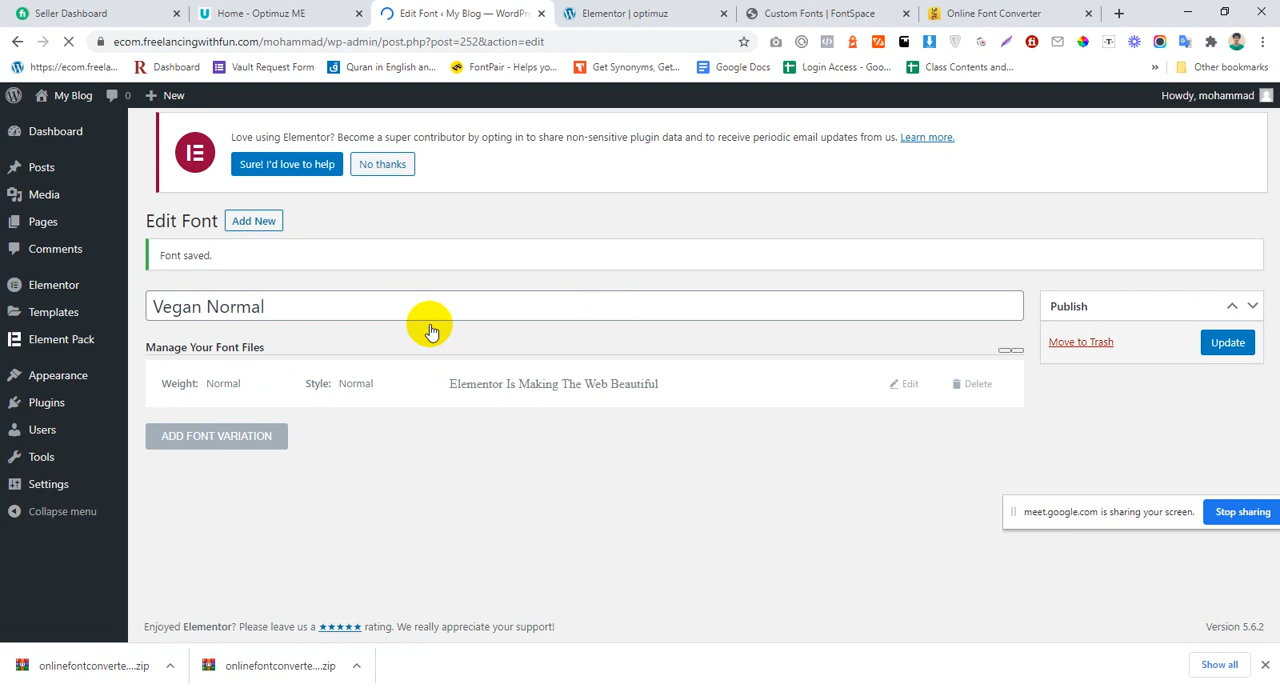 Seller Dashboard
Home - Optimuz ME
Edit Font ‹ My Blog — WordPr
Elementor | optimuz
Custom Fonts | FontSpace
Online Font Converter
ecom.freelancingwithfun.com/mohammad/wp-admin/post.php?post=252&action=edit
https://ecom.freela...
Dashboard
Vault Request Form
Quran in English an...
FontPair - Helps yo...
Get Synonyms, Get...
Google Docs
Login Access - Goo...
Class Contents and...
Other bookmarks
My Blog
0
New
Howdy, mohammad
Dashboard
Posts
Media
Pages
Comments
Elementor
Templates
Element Pack
Appearance
Plugins
Users
Tools
Settings
Collapse menu
Love using Elementor? Become a super contributor by opting in to share non-sensitive plugin data and to receive periodic email updates from us. Learn more.
Sure! I'd love to help
No thanks
Edit Font
Add New
Font saved.
Vegan Normal
Publish
Move to Trash
Update
Manage Your Font Files
Weight: Normal
Style: Normal
Elementor Is Making The Web Beautiful
Edit
Delete
ADD FONT VARIATION
meet.google.com is sharing your screen.
Stop sharing
Enjoyed Elementor? Please leave us a ★★★★★ rating. We really appreciate your support!
Version 5.6.2
onlinefontconverte....zip
onlinefontconverte....zip
Show all